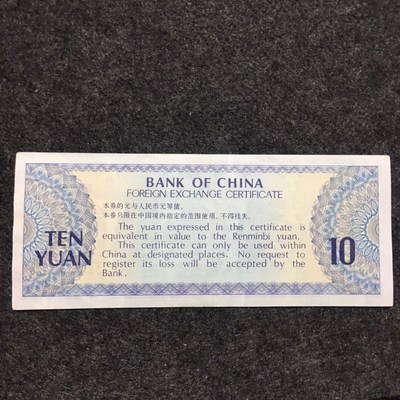 BANK OF CHINA
FOREIGN EXCHANGE CERTIFICATE
本券的元与人民币元等值。
本券只限在中国境内指定的范围使用，不得挂失。
The yuan expressed in this certificate is
equivalent in value to the Renminbi yuan.
This certificate can only be used within
China at designated places. No request to
register its loss will be accepted by the
Bank.
TEN
YUAN
10